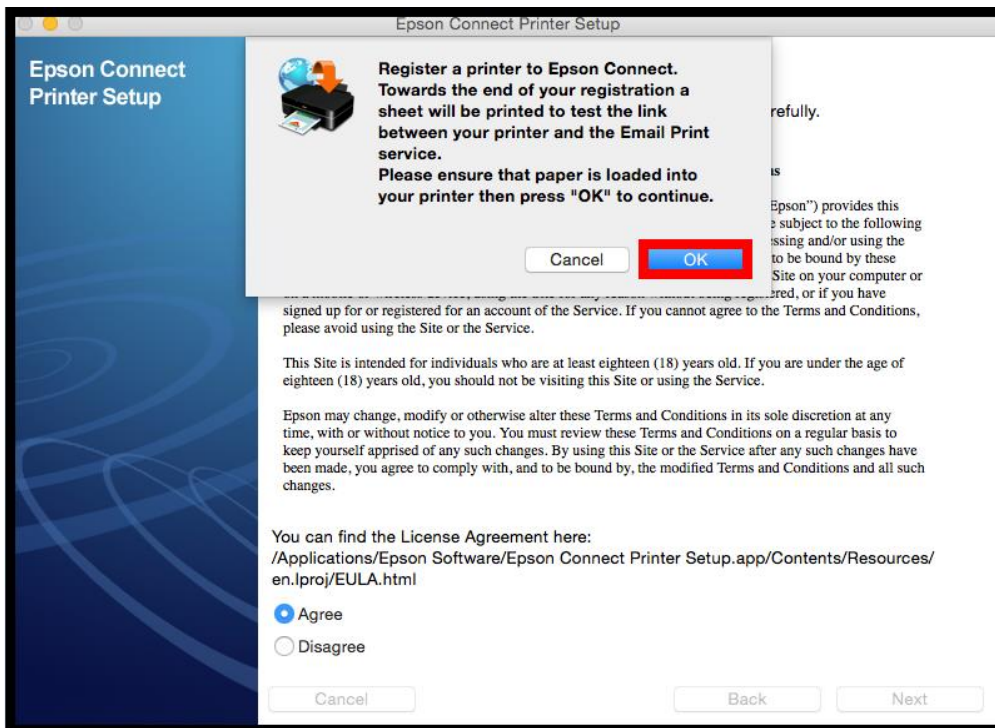 Epson Connect Printer Setup
Epson Connect
Printer Setup
Register a printer to Epson Connect.
Towards the end of your registration a
sheet will be printed to test the link
between your printer and the Email Print
service.
Please ensure that paper is loaded into
your printer then press "OK" to continue.
Cancel
OK
refully.
Epson”) provides this
subject to the following
and/or using the
to be bound by these
Site on your computer or
or if you have
signed up for or registered for an account of the Service. If you cannot agree to the Terms and Conditions,
please avoid using the Site or the Service.
This Site is intended for individuals who are at least eighteen (18) years old. If you are under the age of
eighteen (18) years old, you should not be visiting this Site or using the Service.
Epson may change, modify or otherwise alter these Terms and Conditions in its sole discretion at any
time, with or without notice to you. You must review these Terms and Conditions on a regular basis to
keep yourself apprised of any such changes. By using this Site or the Service after any such changes have
been made, you agree to comply with, and to be bound by, the modified Terms and Conditions and all such
changes.
You can find the License Agreement here:
/Applications/Epson Software/Epson Connect Printer Setup.app/Contents/Resources/
en.lproj/EULA.html
Agree
Disagree
Cancel
Back
Next